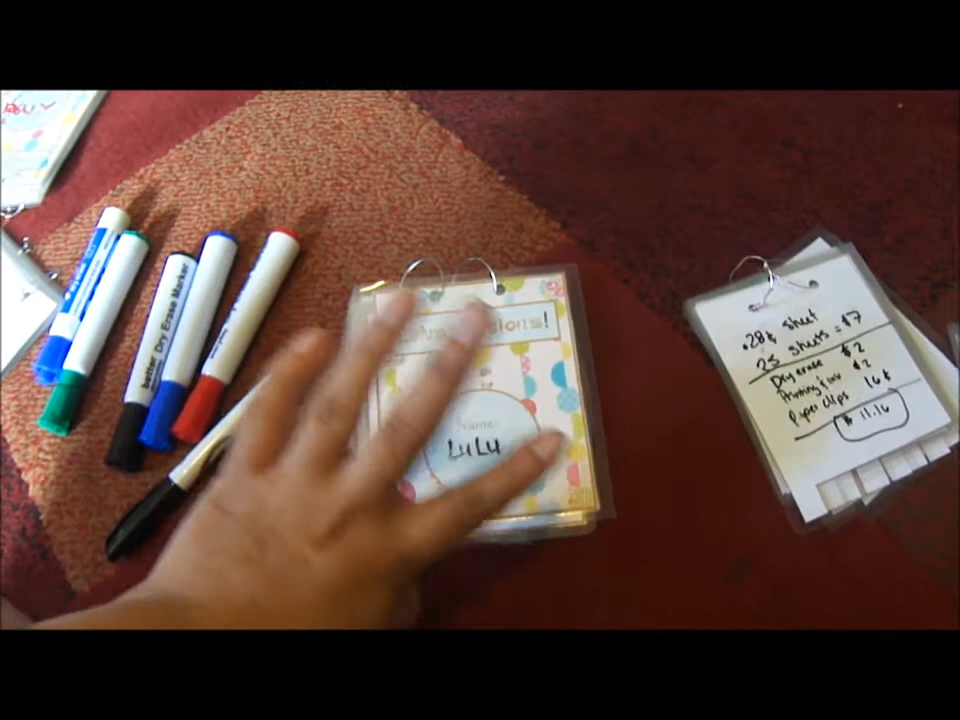 better Dry Erase Marker
Name:
LuLu
.28¢ sheet
25 sheets = $7
Dry erase $2
Printing & ink $2
Paper clips 16¢
$ 11.16